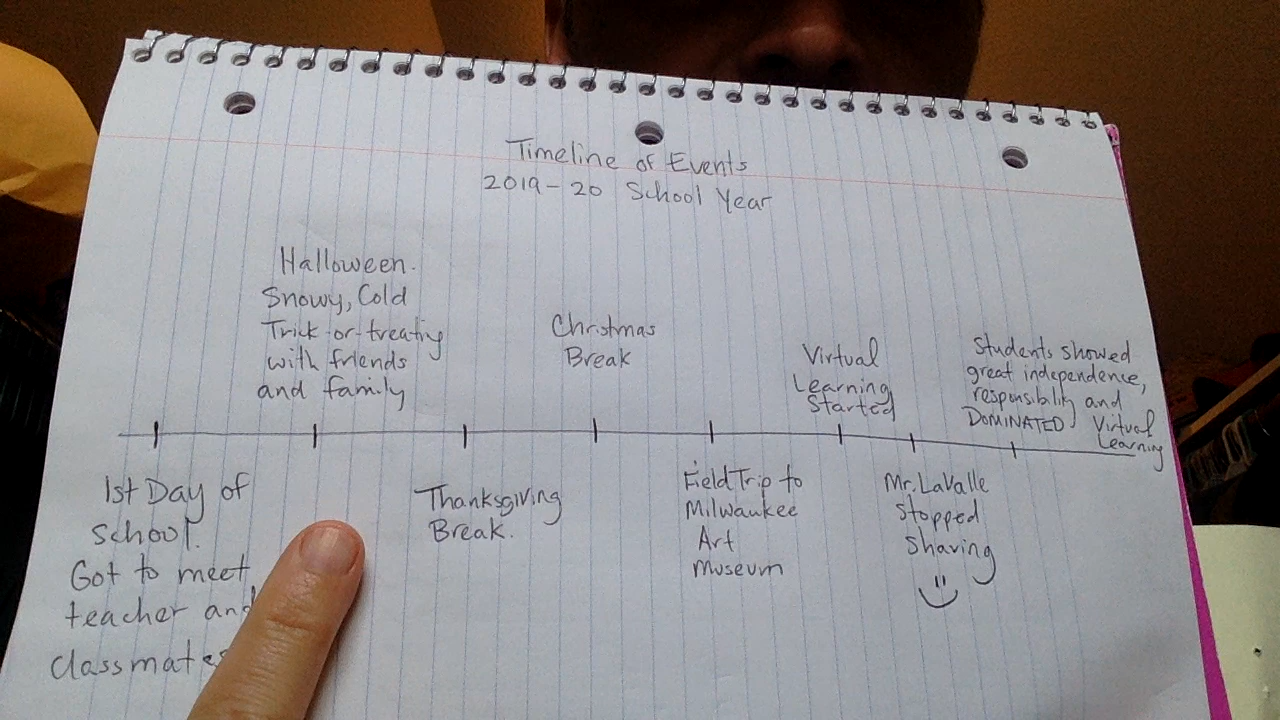 Timeline of Events
2019-20 School Year
Halloween.
Snowy, Cold
Trick-or-treating
with friends
and family
Christmas
Break
Virtual
Learning
Started
Students showed
great independence,
responsiblity and
DOMINATED Virtual
Learning
1st Day of
School.
Got to meet
teacher and
classmates
Thanksgiving
Break.
Field Trip to
Milwaukee
Art
Museum
Mr. LaValle
stopped
shaving